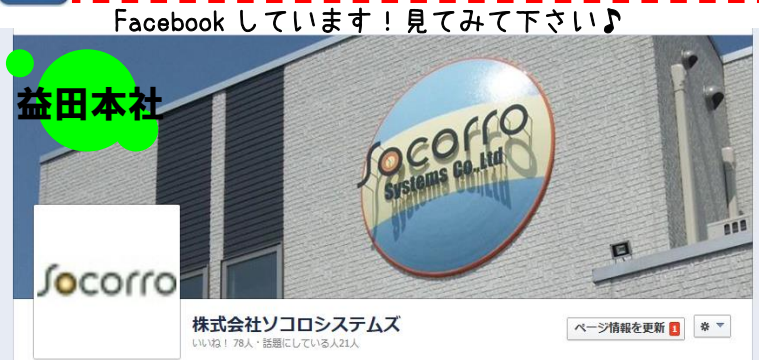 Facebook しています！見てみて下さい♪
益田本社
Socorro
Systems Co.,Ltd
Socorro
株式会社ソコロシステムズ
いいね！ 78人・話題にしている人21人
ページ情報を更新 1